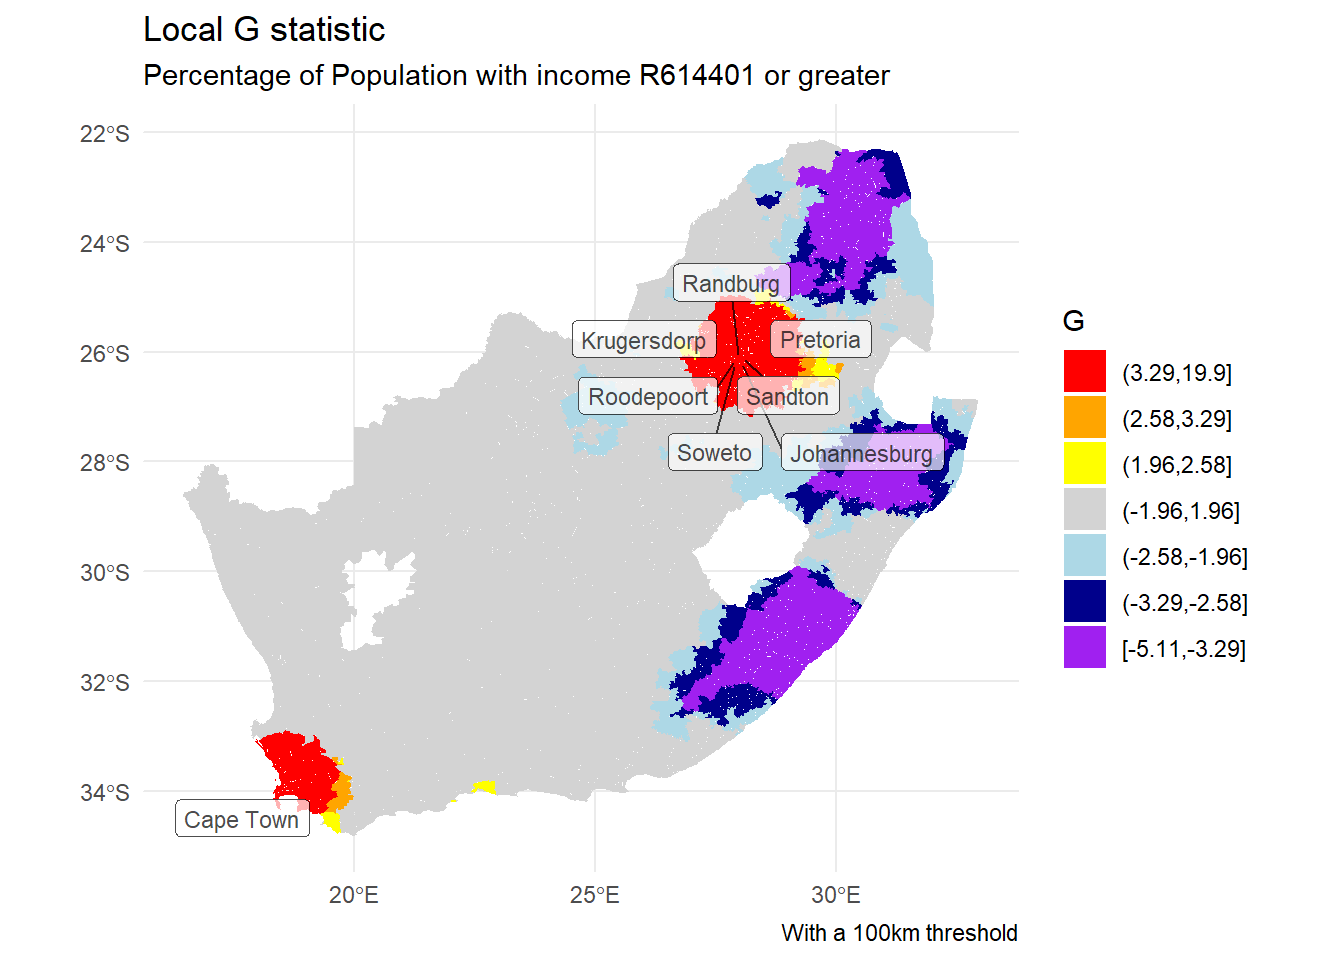 Local G statistic
Percentage of Population with income R614401 or greater
22°S
24°S
26°S
28°S
30°S
32°S
34°S
Randburg
Krugersdorp
Pretoria
Roodepoort
Sandton
Soweto
Johannesburg
Cape Town
20°E
25°E
30°E
G
(3.29,19.9]
(2.58,3.29]
(1.96,2.58]
(-1.96,1.96]
(-2.58,-1.96]
(-3.29,-2.58]
[-5.11,-3.29]
With a 100km threshold